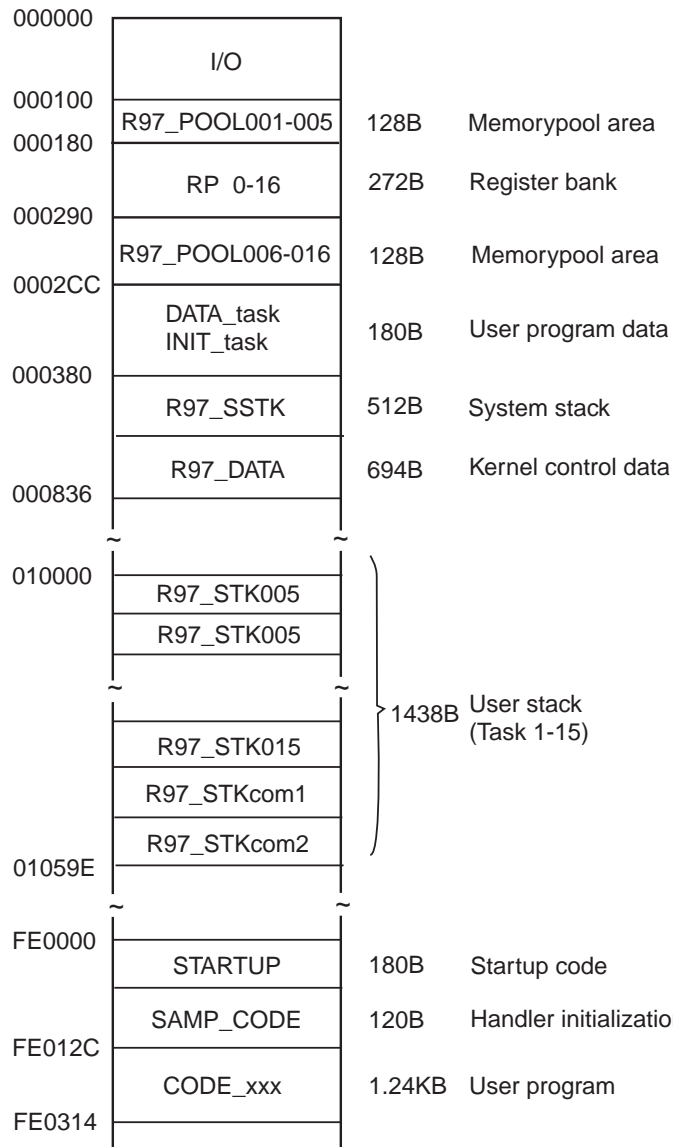 000000
I/O
000100
R97_POOL001-005 128B Memorypool area
000180
RP 0-16 272B Register bank
000290
R97_POOL006-016 128B Memorypool area
0002CC
DATA_task
INIT_task
180B User program data
000380
R97_SSTK 512B System stack
R97_DATA 694B Kernel control data
000836
~ ~
010000
R97_STK005
R97_STK005
~ ~
1438B User stack
(Task 1-15)
R97_STK015
R97_STKcom1
R97_STKcom2
01059E
~ ~
FE0000
STARTUP 180B Startup code
SAMP_CODE 120B Handler initializatio
FE012C
CODE_xxx 1.24KB User program
FE0314